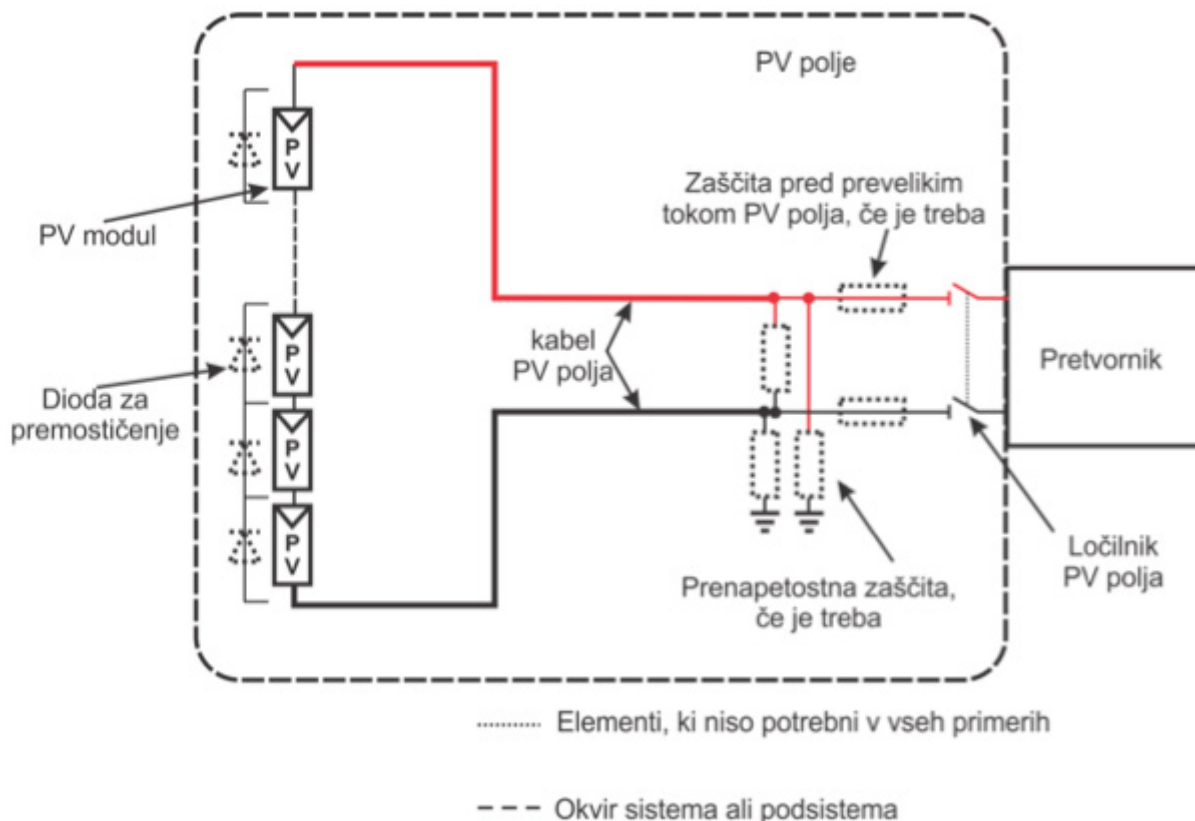 PV polje
P
V
PV modul
Zaščita pred prevelikim
tokom PV polja, če je treba
P
V
kabel
PV polja
Pretvornik
Dioda za
premostičenje
P
V
P
V
Ločilnik
PV polja
Prenapetostna zaščita,
če je treba
Elementi, ki niso potrebni v vseh primerih
Okvir sistema ali podsistema